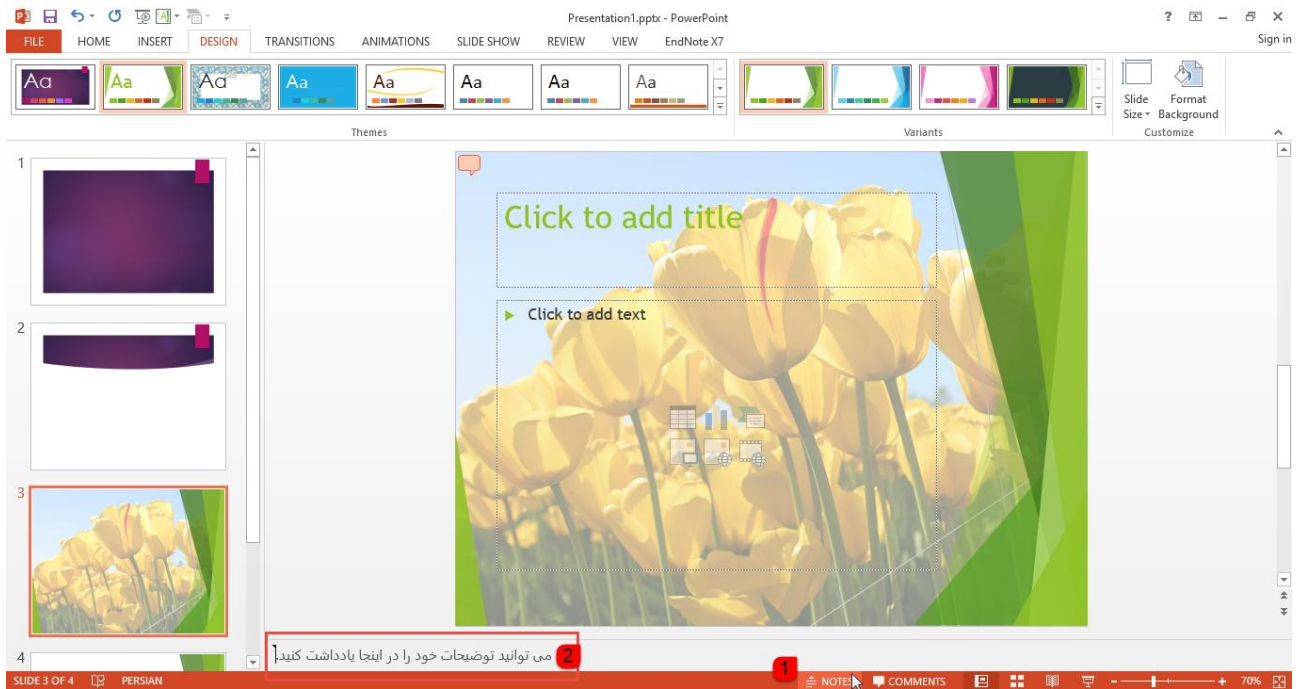 Presentation1.pptx - PowerPoint
Sign in
FILE HOME INSERT DESIGN TRANSITIONS ANIMATIONS SLIDE SHOW REVIEW VIEW EndNote X7
Aa Aa Aa Aa Aa Aa Aa Aa
Slide Size
Format Background
Themes Variants Customize
1
2
3
4
Click to add title
Click to add text
می توانید توضیحات خود را در اینجا یادداشت کنید.
2
1
SLIDE 3 OF 4 PERSIAN NOTES COMMENTS 70%